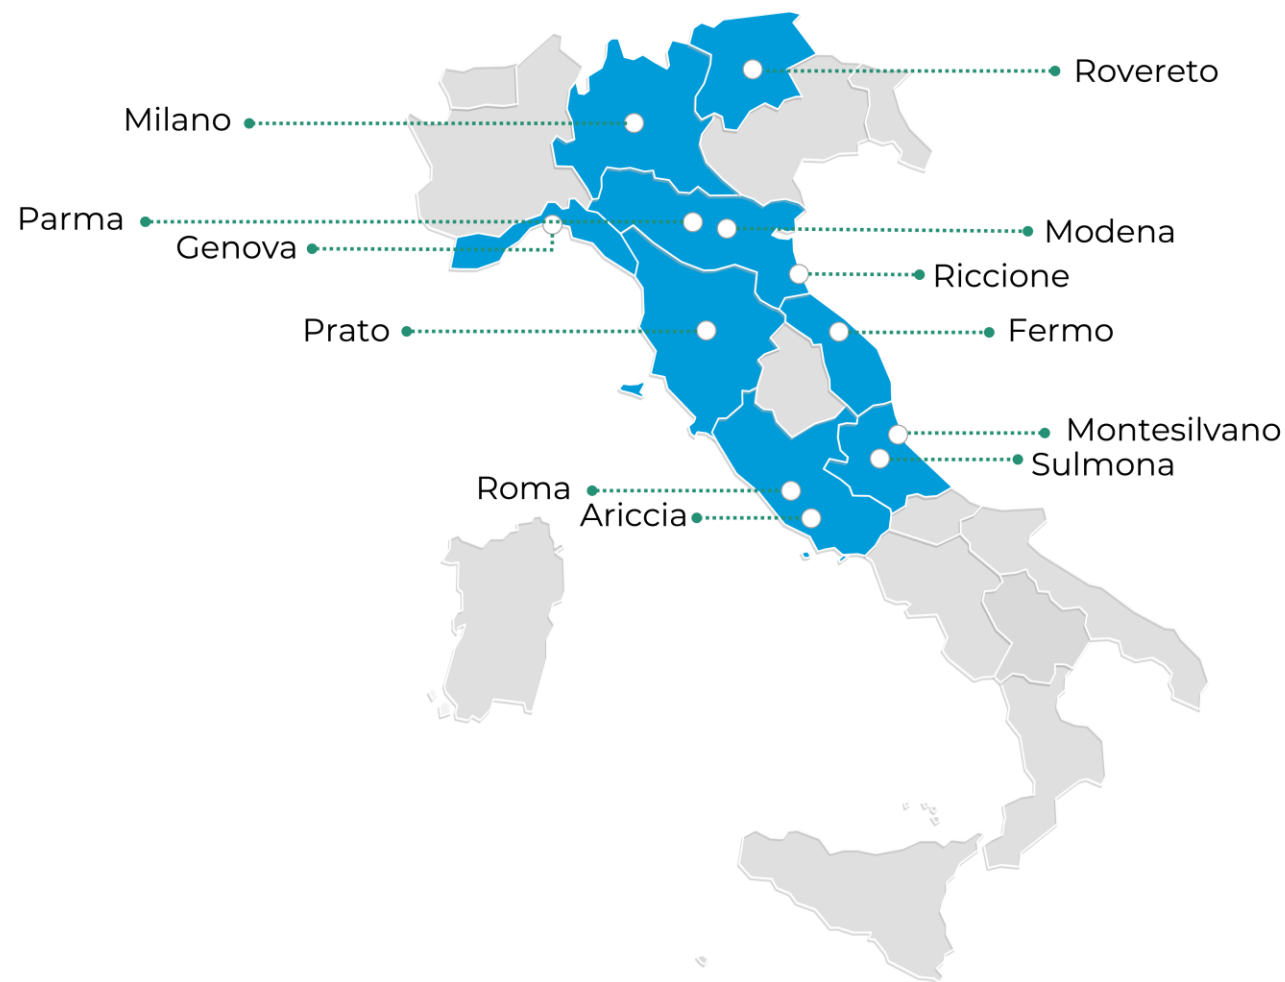 Rovereto
Milano
Parma
Modena
Genova
Riccione
Prato
Fermo
Montesilvano
Sulmona
Roma
Ariccia